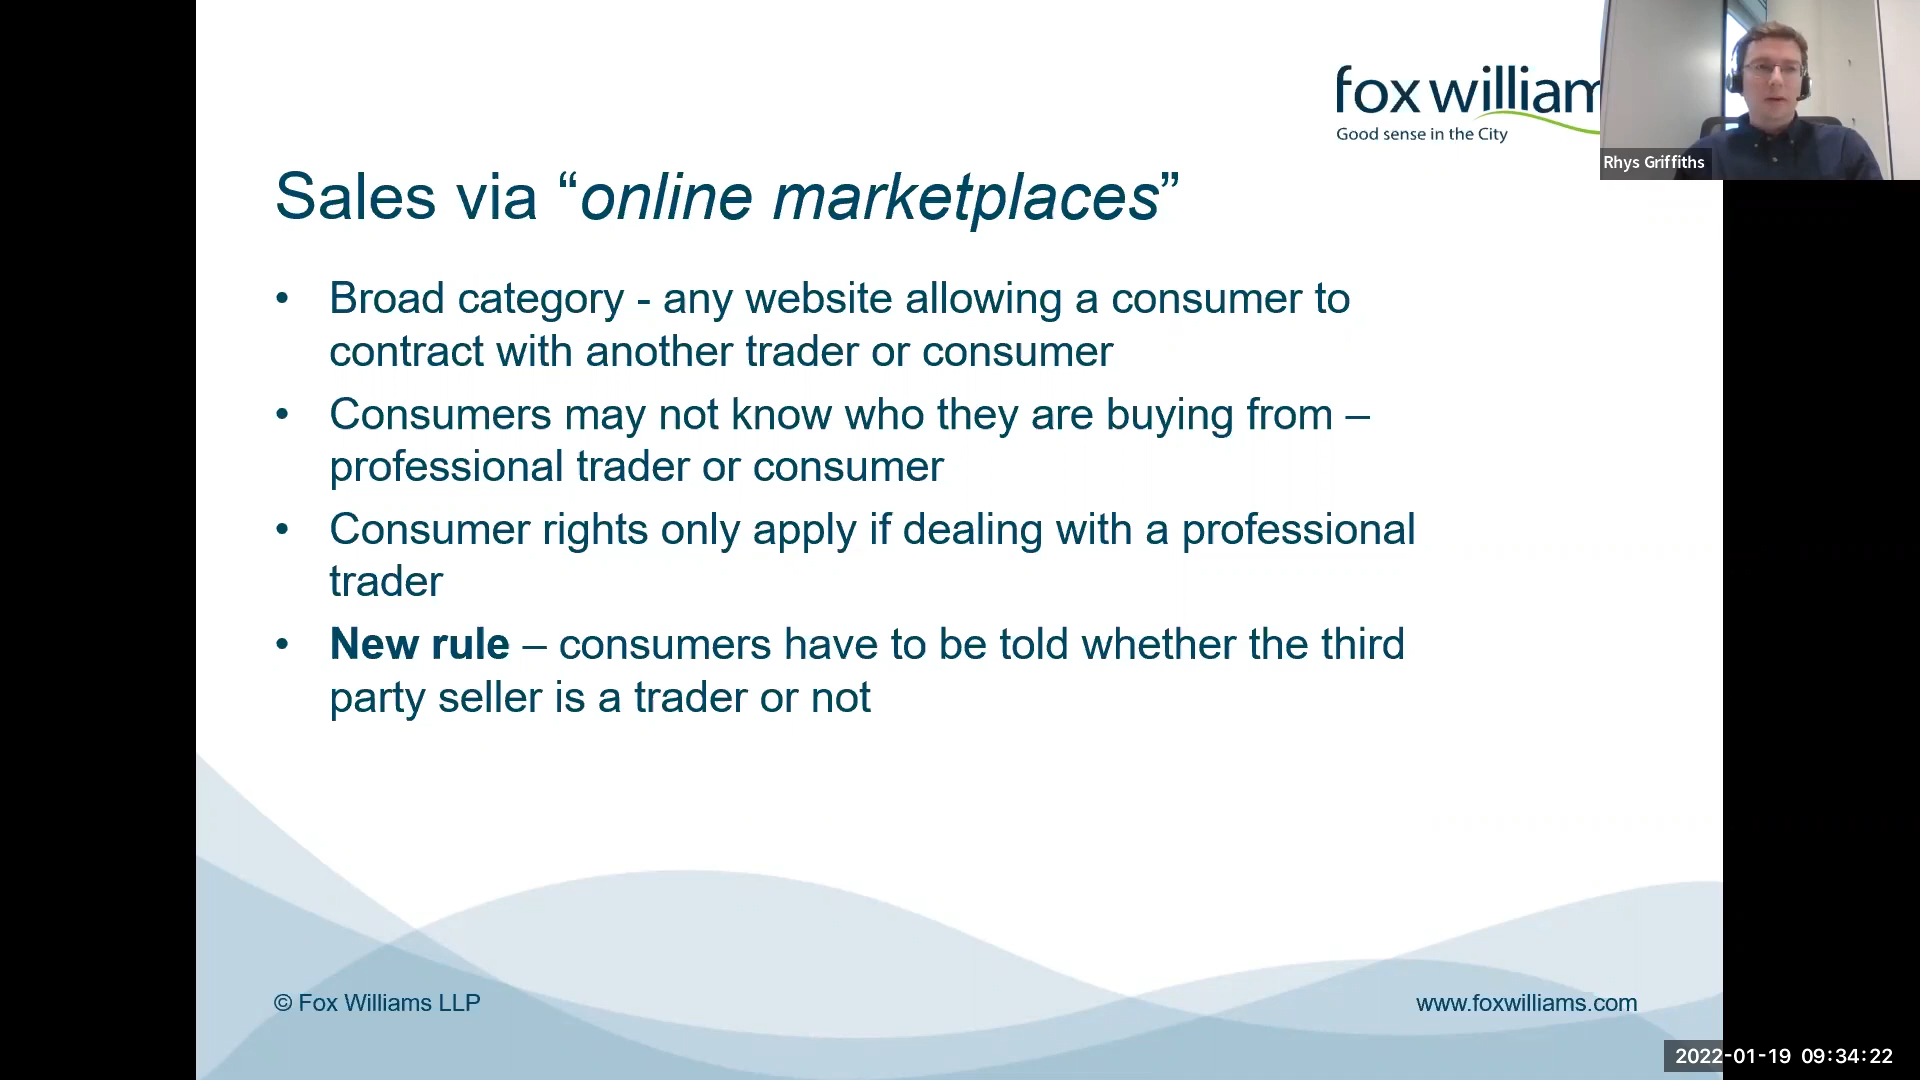 fox william
Good sense in the City
Rhys Griffiths
Sales via “online marketplaces”
• Broad category - any website allowing a consumer to
contract with another trader or consumer
• Consumers may not know who they are buying from –
professional trader or consumer
• Consumer rights only apply if dealing with a professional
trader
• New rule – consumers have to be told whether the third
party seller is a trader or not
© Fox Williams LLP
www.foxwilliams.com
2022-01-19 09:34:22